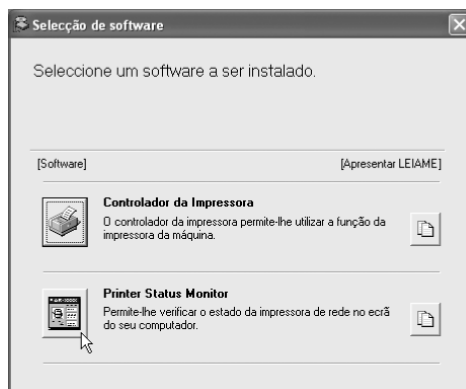 Selecção de software
Seleccione um software a ser instalado.
[Software] [Apresentar LEIAME]
Controlador da Impressora
O controlador da impressora permite-lhe utilizar a função da
impressora da máquina.
Printer Status Monitor
Permite-lhe verificar o estado da impressora de rede no ecrã
do seu computador.